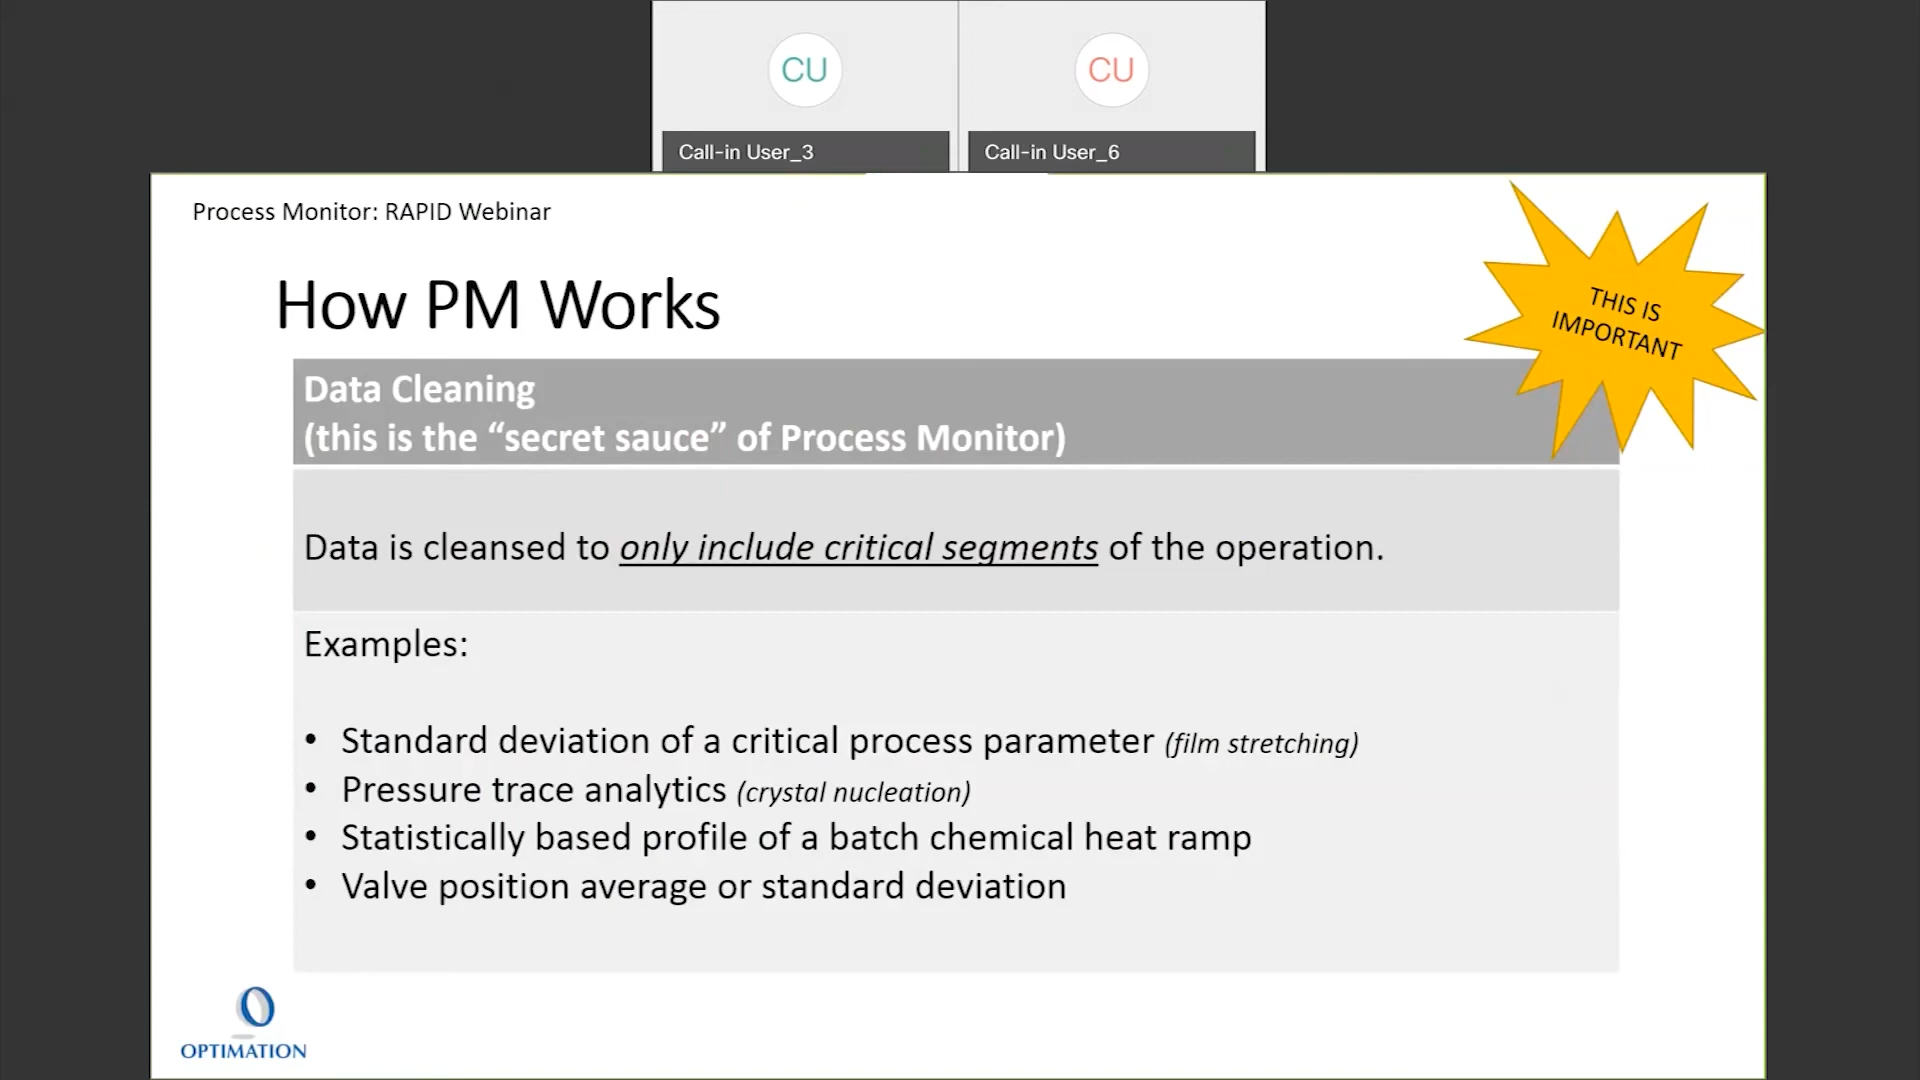 CU
CU
Call-in User_3
Call-in User_6
Process Monitor: RAPID Webinar
THIS IS
IMPORTANT
How PM Works
Data Cleaning
(this is the “secret sauce” of Process Monitor)
Data is cleansed to only include critical segments of the operation.
Examples:
• Standard deviation of a critical process parameter (film stretching)
• Pressure trace analytics (crystal nucleation)
• Statistically based profile of a batch chemical heat ramp
• Valve position average or standard deviation
OPTIMATION